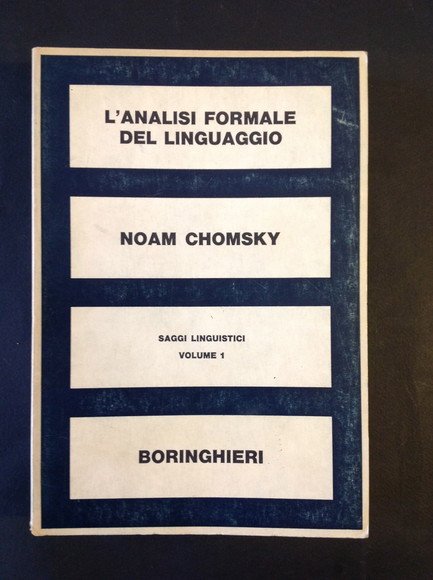 L'ANALISI FORMALE
DEL LINGUAGGIO
NOAM CHOMSKY
SAGGI LINGUISTICI
VOLUME 1
BORINGHIERI